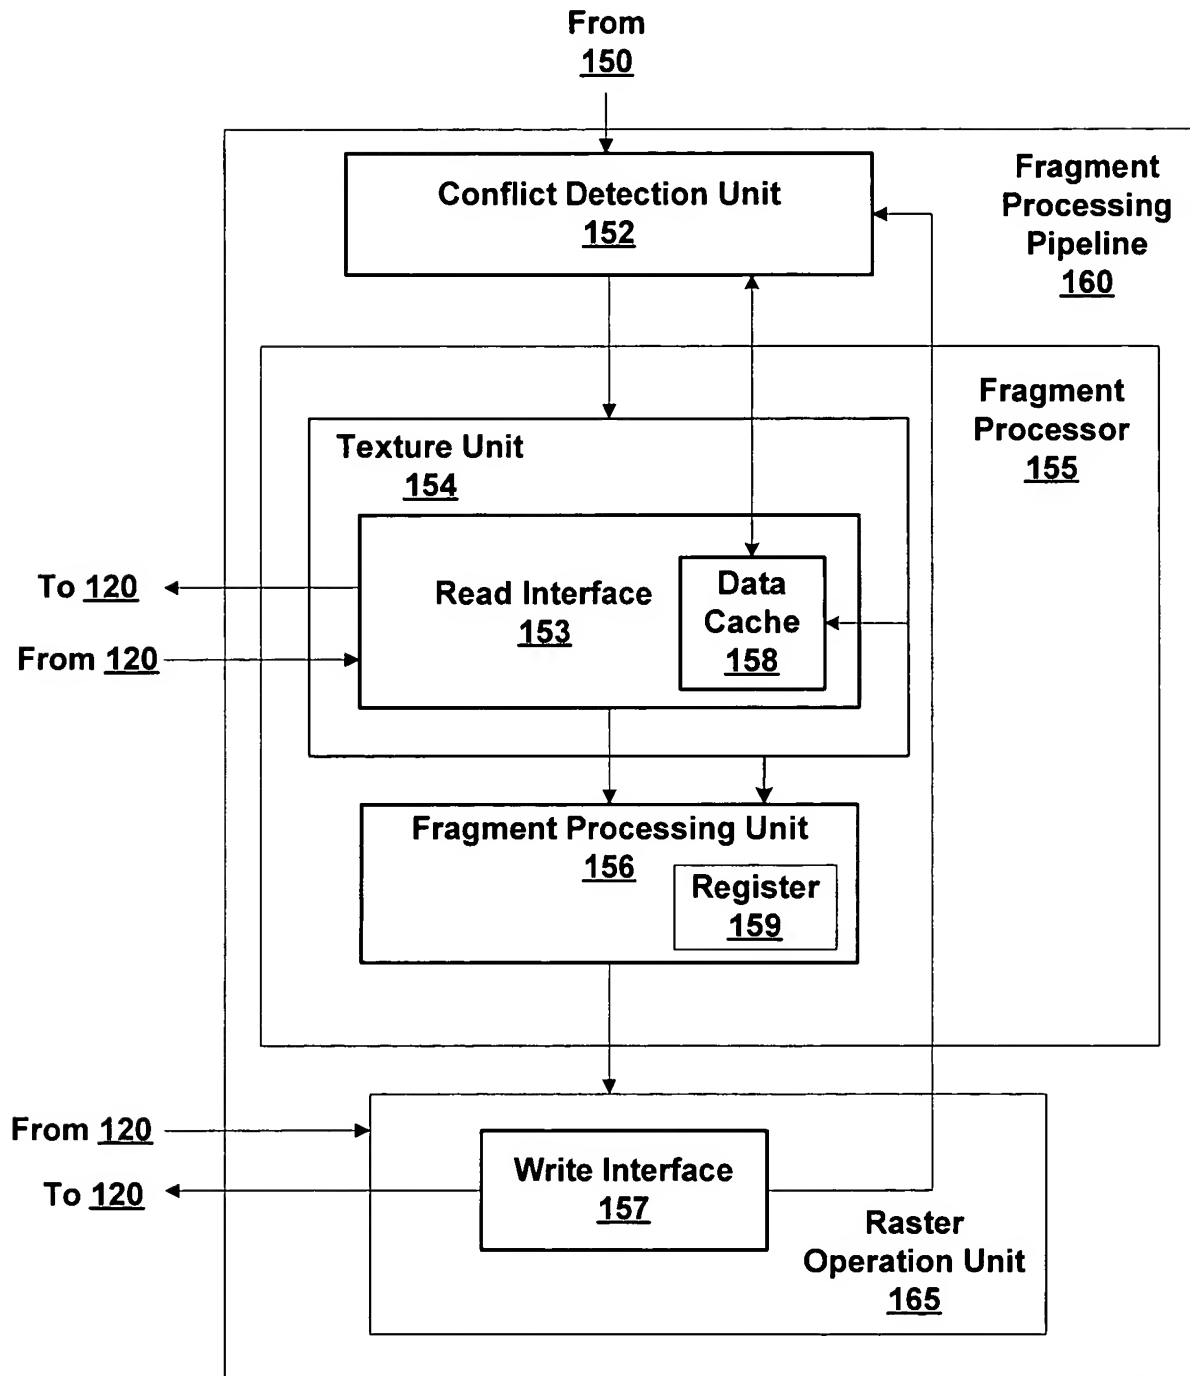 From
150
Conflict Detection Unit
152
Fragment
Processing
Pipeline
160
Fragment
Processor
155
Texture Unit
154
To 120
Read Interface
153
Data
Cache
158
From 120
Fragment Processing Unit
156
Register
159
From 120
Write Interface
157
To 120
Raster
Operation Unit
165